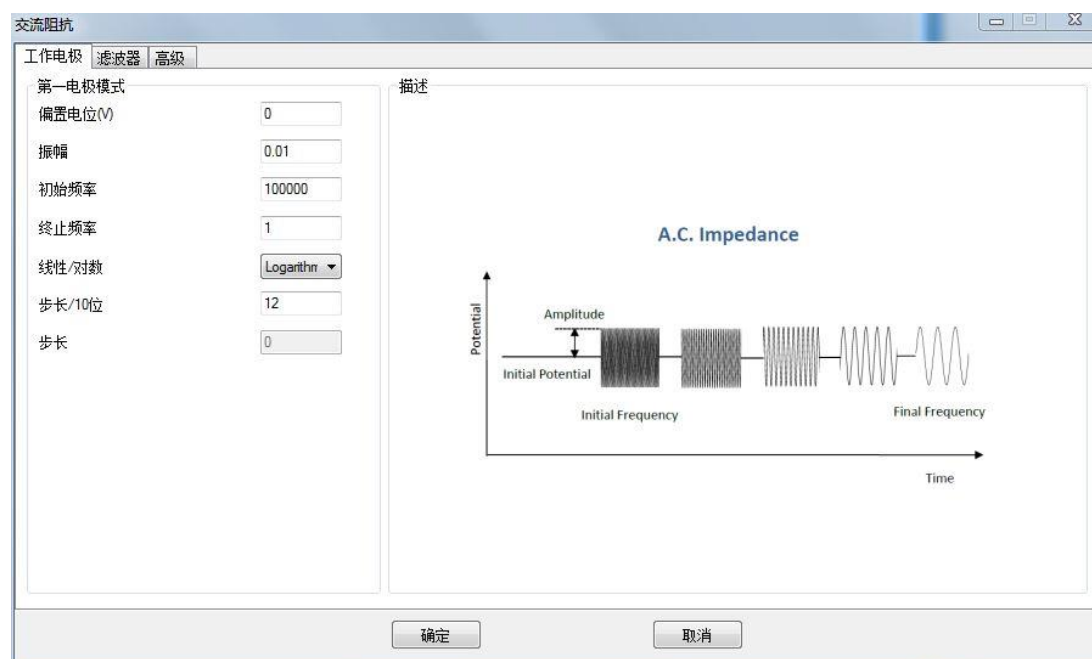 交流阻抗
工作电极 滤波器 高级
第一电极模式
偏置电位(V) 0
振幅 0.01
初始频率 100000
终止频率 1
线性/对数 Logarithm
步长/10位 12
步长 0
描述
A.C. Impedance
Potential
Amplitude
Initial Potential
Initial Frequency
Final Frequency
Time
确定 取消